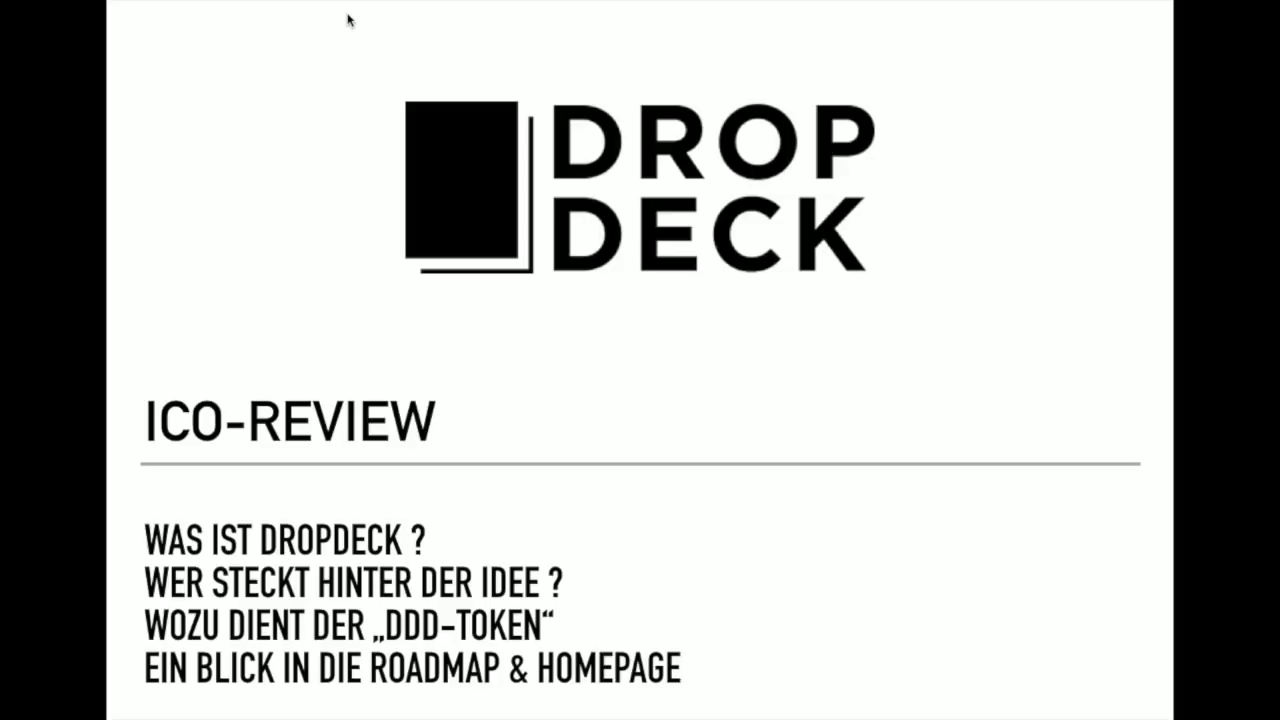 DROP
DECK
ICO-REVIEW
WAS IST DROPDECK ?
WER STECKT HINTER DER IDEE ?
WOZU DIENT DER „DDD-TOKEN“
EIN BLICK IN DIE ROADMAP & HOMEPAGE